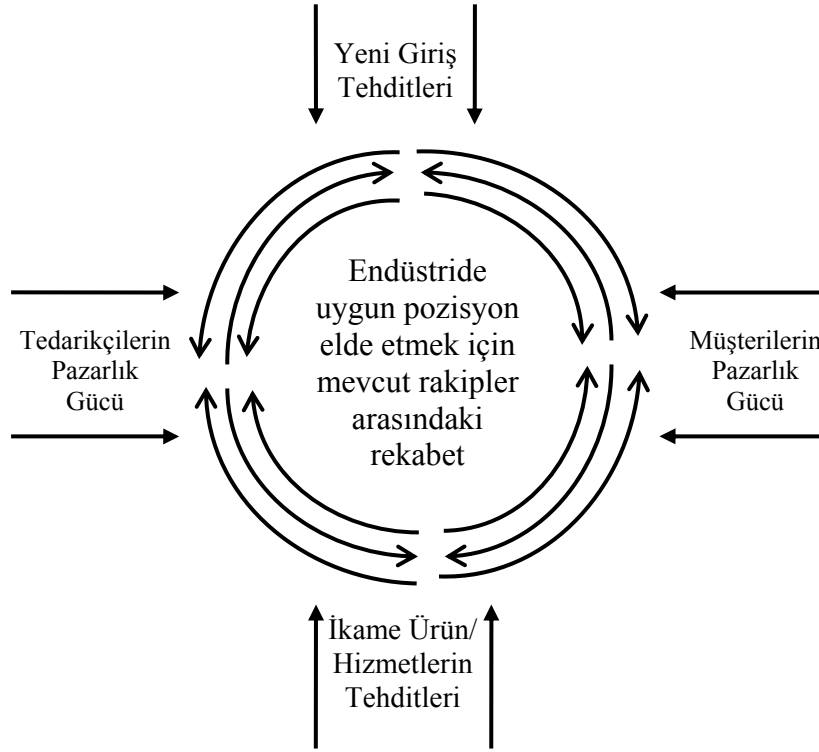 Yeni Giriş
Tehditleri
Endüstride
uygun pozisyon
elde etmek için
mevcut rakipler
arasındaki
rekabet
Tedarikçilerin
Pazarlık
Gücü
Müşterilerin
Pazarlık
Gücü
İkame Ürün/
Hizmetlerin
Tehditleri